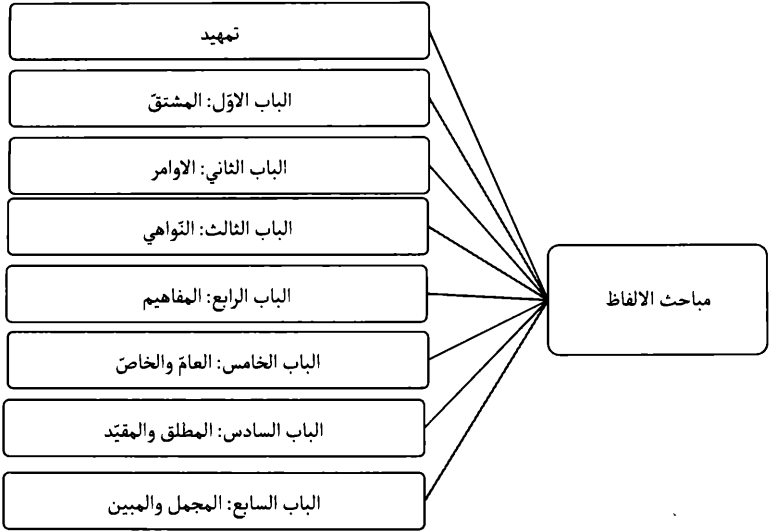 مباحث الالفاظ
تمهيد
الباب الاوّل: المشتقّ
الباب الثاني: الاوامر
الباب الثالث: النّواهي
الباب الرابع: المفاهيم
الباب الخامس: العامّ والخاصّ
الباب السادس: المطلق والمقيّد
الباب السابع: المجمل والمبين